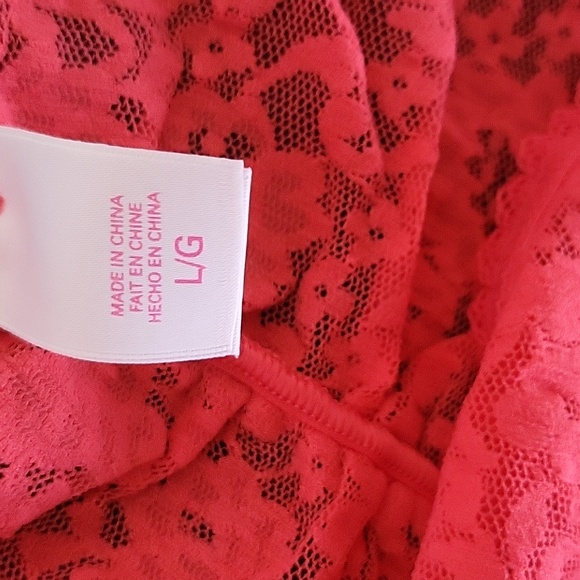 MADE IN CHINA
FAIT EN CHINE
HECHO EN CHINA
L/G